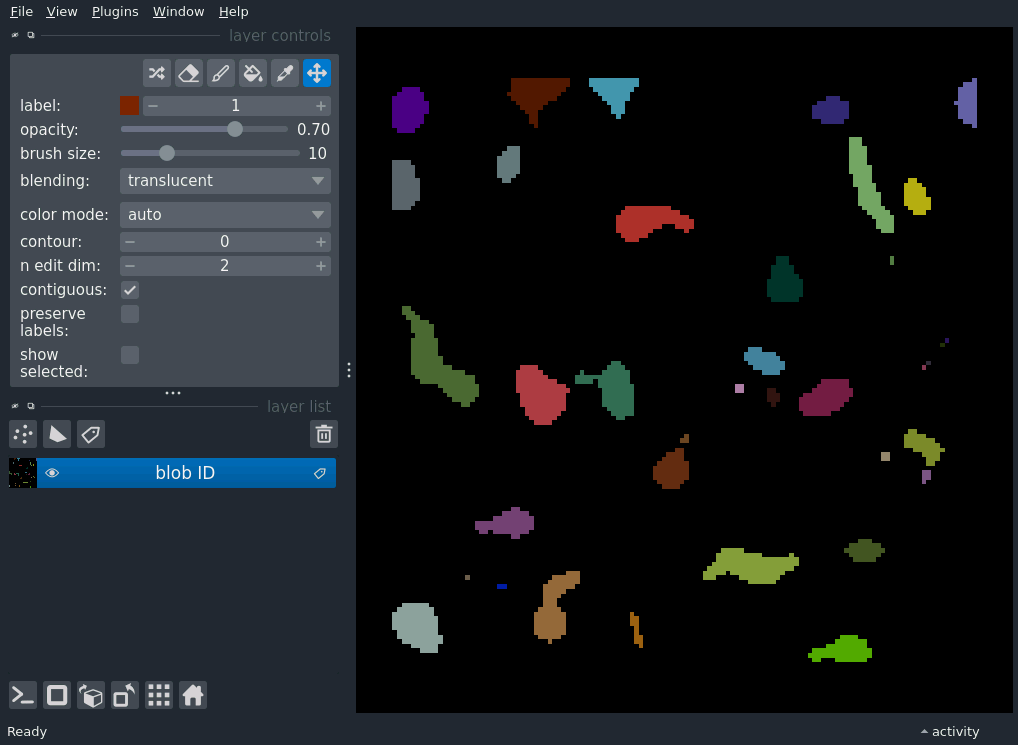 File View Plugins Window Help
layer controls
label: 1
opacity: 0.70
brush size: 10
blending: translucent
color mode: auto
contour: 0
n edit dim: 2
contiguous:
preserve
labels:
show
selected:
layer list
blob ID
Ready
activity